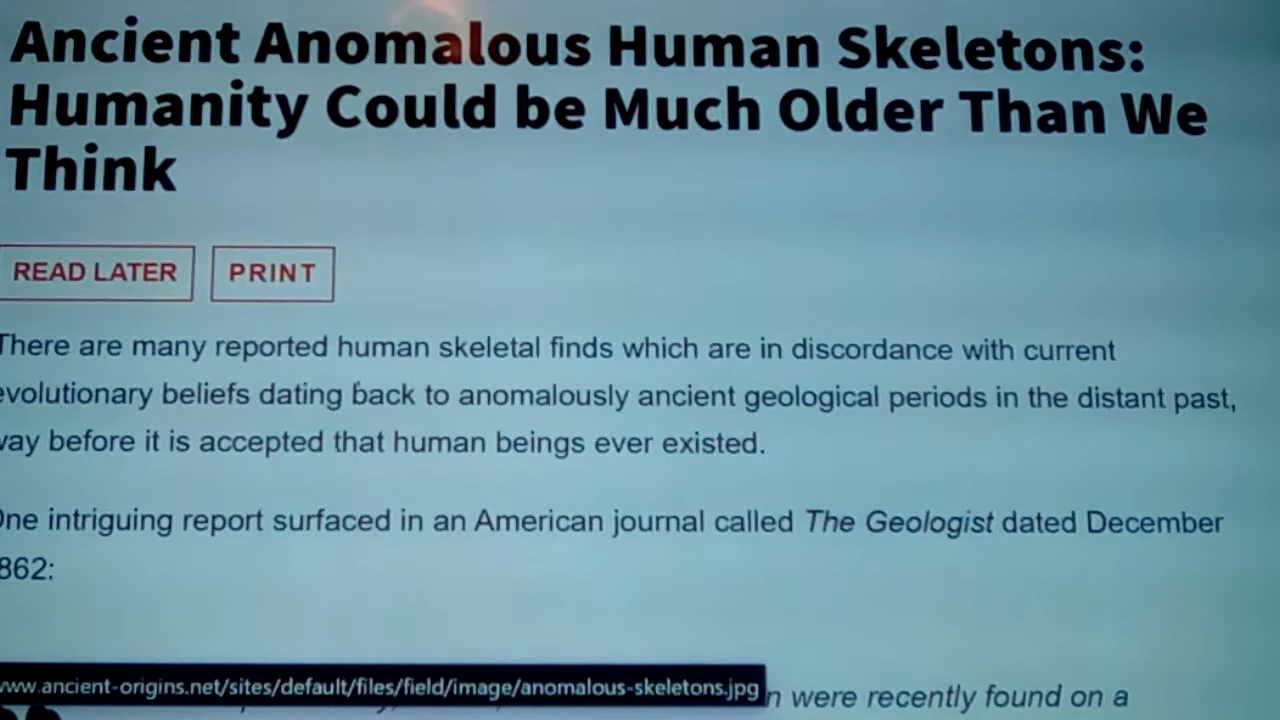 Ancient Anomalous Human Skeletons:
Humanity Could be Much Older Than We
Think
READ LATER PRINT
There are many reported human skeletal finds which are in discordance with current
evolutionary beliefs dating back to anomalously ancient geological periods in the distant past,
way before it is accepted that human beings ever existed.
One intriguing report surfaced in an American journal called The Geologist dated December
862:
www.ancient-origins.net/sites/default/files/field/image/anomalous-skeletons.jpg
were recently found on a